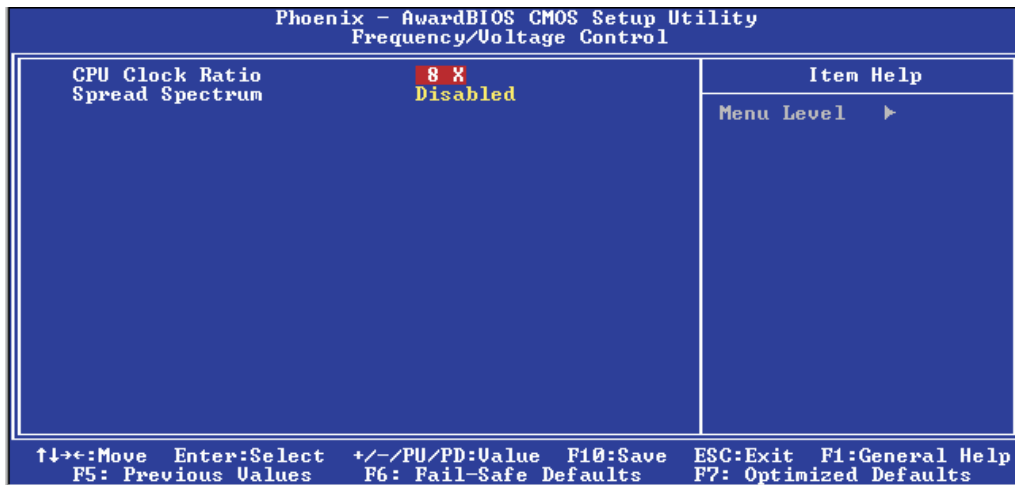 Phoenix - AwardBIOS CMOS Setup Utility
Frequency/Voltage Control
CPU Clock Ratio 8 X
Spread Spectrum Disabled
Item Help
Menu Level ►
↑↓→←:Move Enter:Select +/-/PU/PD:Value F10:Save ESC:Exit F1:General Help
F5: Previous Values F6: Fail-Safe Defaults F7: Optimized Defaults